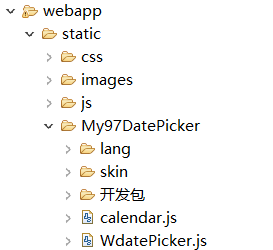 webapp
static
css
images
js
My97DatePicker
lang
skin
开发包
calendar.js
WdatePicker.js